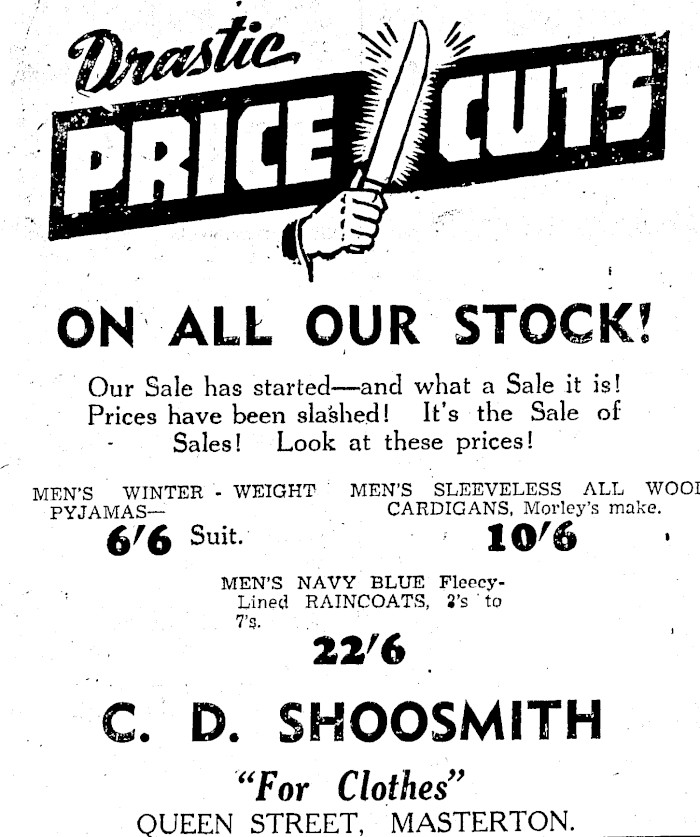 Drastic
PRICE CUTS
ON ALL OUR STOCK!
Our Sale has started—and what a Sale it is!
Prices have been slashed! It's the Sale of
Sales! Look at these prices!
MEN'S WINTER - WEIGHT
PYJAMAS—
6/6 Suit.
MEN'S SLEEVELESS ALL WOOL
CARDIGANS, Morley's make.
10/6
MEN'S NAVY BLUE Fleecy-
Lined RAINCOATS, 2's to
7's.
22/6
C. D. SHOOSMITH
"For Clothes"
QUEEN STREET, MASTERTON.